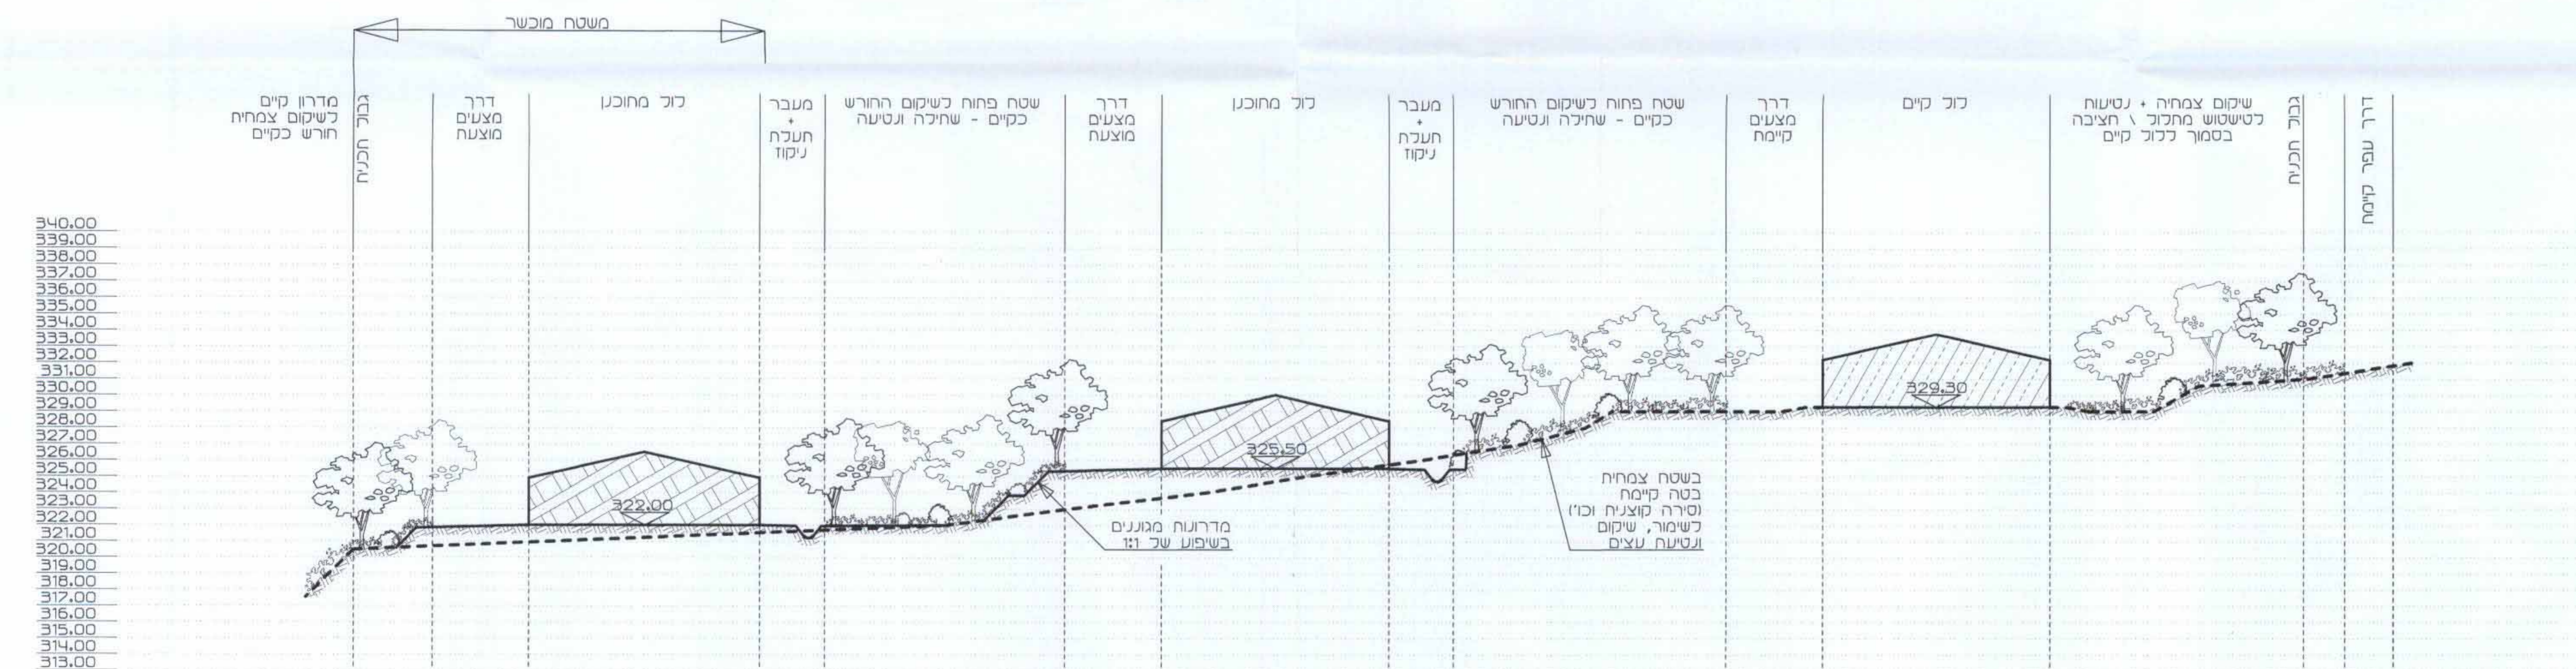 משטח מוכשר
מדרון קיים
לשיקום צמחיה
חורש כקיים
גבול תכנית
דרך
מצעים
מוצעת
לול מתוכנן
מעבר
+
תעלת
ניקוז
שטח פתוח לשיקום החורש
כקיים - שתילה ונטיעה
דרך
מצעים
מוצעת
לול מתוכנן
מעבר
+
תעלת
ניקוז
שטח פתוח לשיקום החורש
כקיים - שתילה ונטיעה
דרך
מצעים
קיימת
לול קיים
שיקום צמחיה + נטיעות
לטישטוש מתלול \ חציבה
בסמוך ללול קיים
גבול תכנית
דרך עפר קיימת
340.00
339.00
338.00
337.00
336.00
335.00
334.00
333.00
332.00
331.00
330.00
329.00
328.00
327.00
326.00
325.00
324.00
323.00
322.00
321.00
320.00
319.00
318.00
317.00
316.00
315.00
314.00
313.00
322.00
325.50
329.30
מדרונות מגוננים
בשיפוע של 1:1
בשטח צמחית
בטה קיימת
(סירה קוצנית וכו')
לשימור, שיקום
ונטיעת עצים